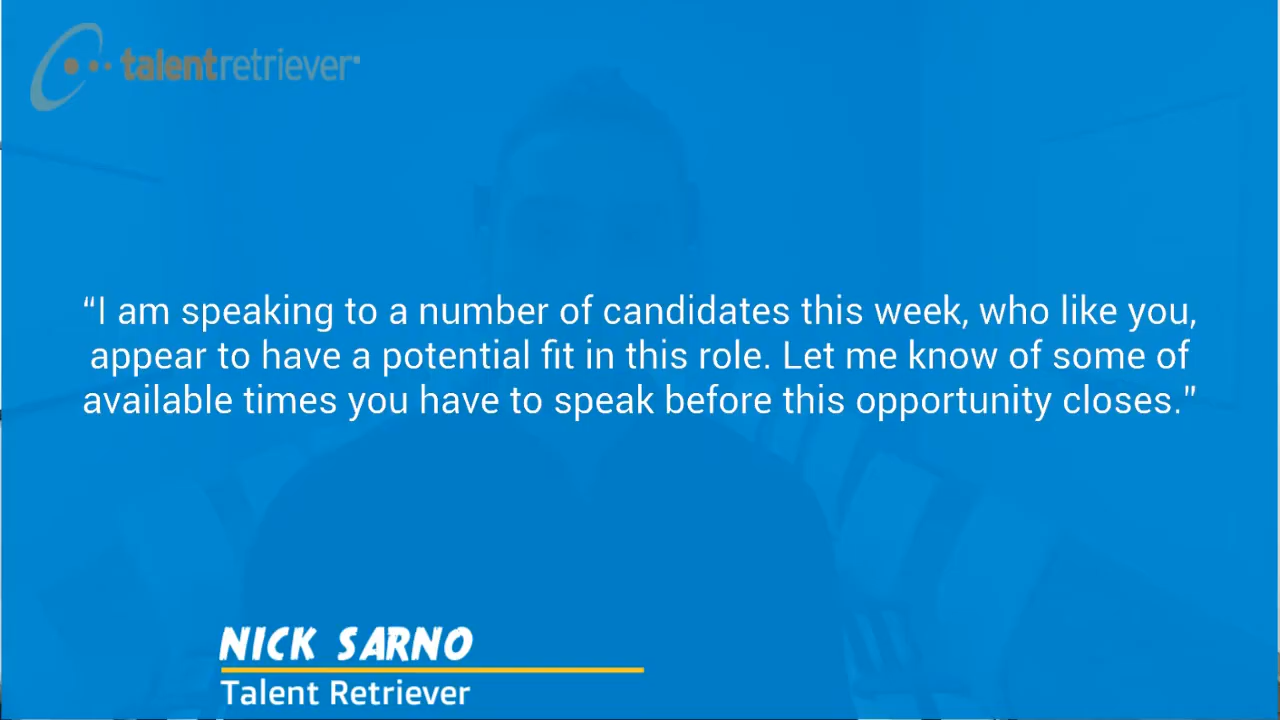 talentretriever
“I am speaking to a number of candidates this week, who like you,
appear to have a potential fit in this role. Let me know of some of
available times you have to speak before this opportunity closes.”
NICK SARNO
Talent Retriever